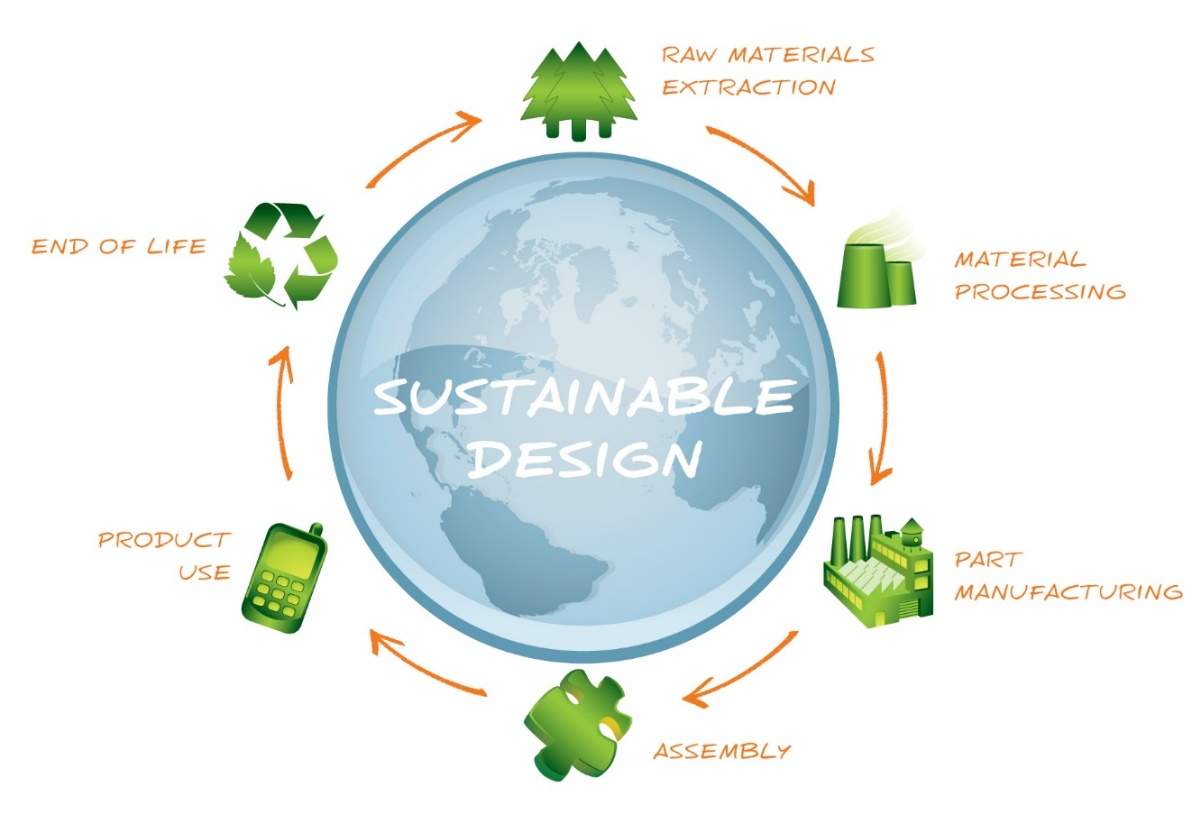 RAW MATERIALS
EXTRACTION
MATERIAL
PROCESSING
PART
MANUFACTURING
ASSEMBLY
PRODUCT
USE
END OF LIFE
SUSTAINABLE
DESIGN